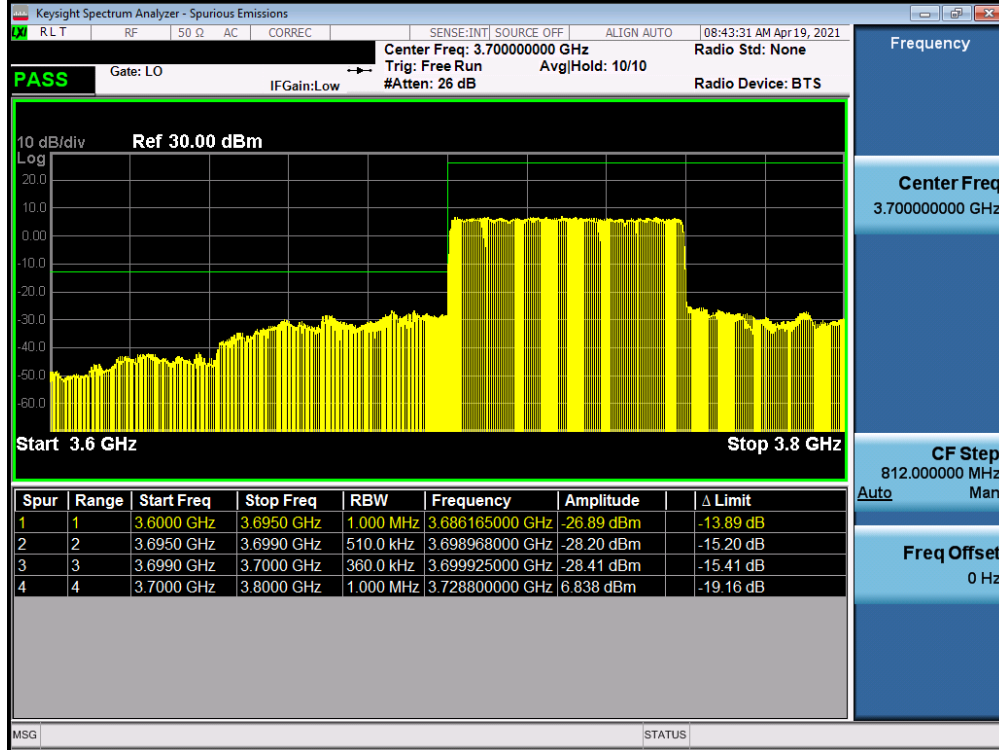 Keysight Spectrum Analyzer - Spurious Emissions
LXI RLT RF 50 Ω AC CORREC SENSE:INT SOURCE OFF ALIGN AUTO 08:43:31 AM Apr 19, 2021
Center Freq: 3.700000000 GHz Radio Std: None
Trig: Free Run Avg|Hold: 10/10
PASS Gate: LO IFGain:Low #Atten: 26 dB Radio Device: BTS
Frequency
10 dB/div Ref 30.00 dBm
Log
20.0
10.0
0.00
-10.0
-20.0
-30.0
-40.0
-50.0
-60.0
Start 3.6 GHz Stop 3.8 GHz
Spur Range Start Freq Stop Freq RBW Frequency Amplitude Δ Limit
1 1 3.6000 GHz 3.6950 GHz 1.000 MHz 3.686165000 GHz -26.89 dBm -13.89 dB
2 2 3.6950 GHz 3.6990 GHz 510.0 kHz 3.698968000 GHz -28.20 dBm -15.20 dB
3 3 3.6990 GHz 3.7000 GHz 360.0 kHz 3.699925000 GHz -28.41 dBm -15.41 dB
4 4 3.7000 GHz 3.8000 GHz 1.000 MHz 3.728800000 GHz 6.838 dBm -19.16 dB
Center Freq
3.700000000 GHz
CF Step
812.000000 MHz
Auto Man
Freq Offset
0 Hz
MSG STATUS